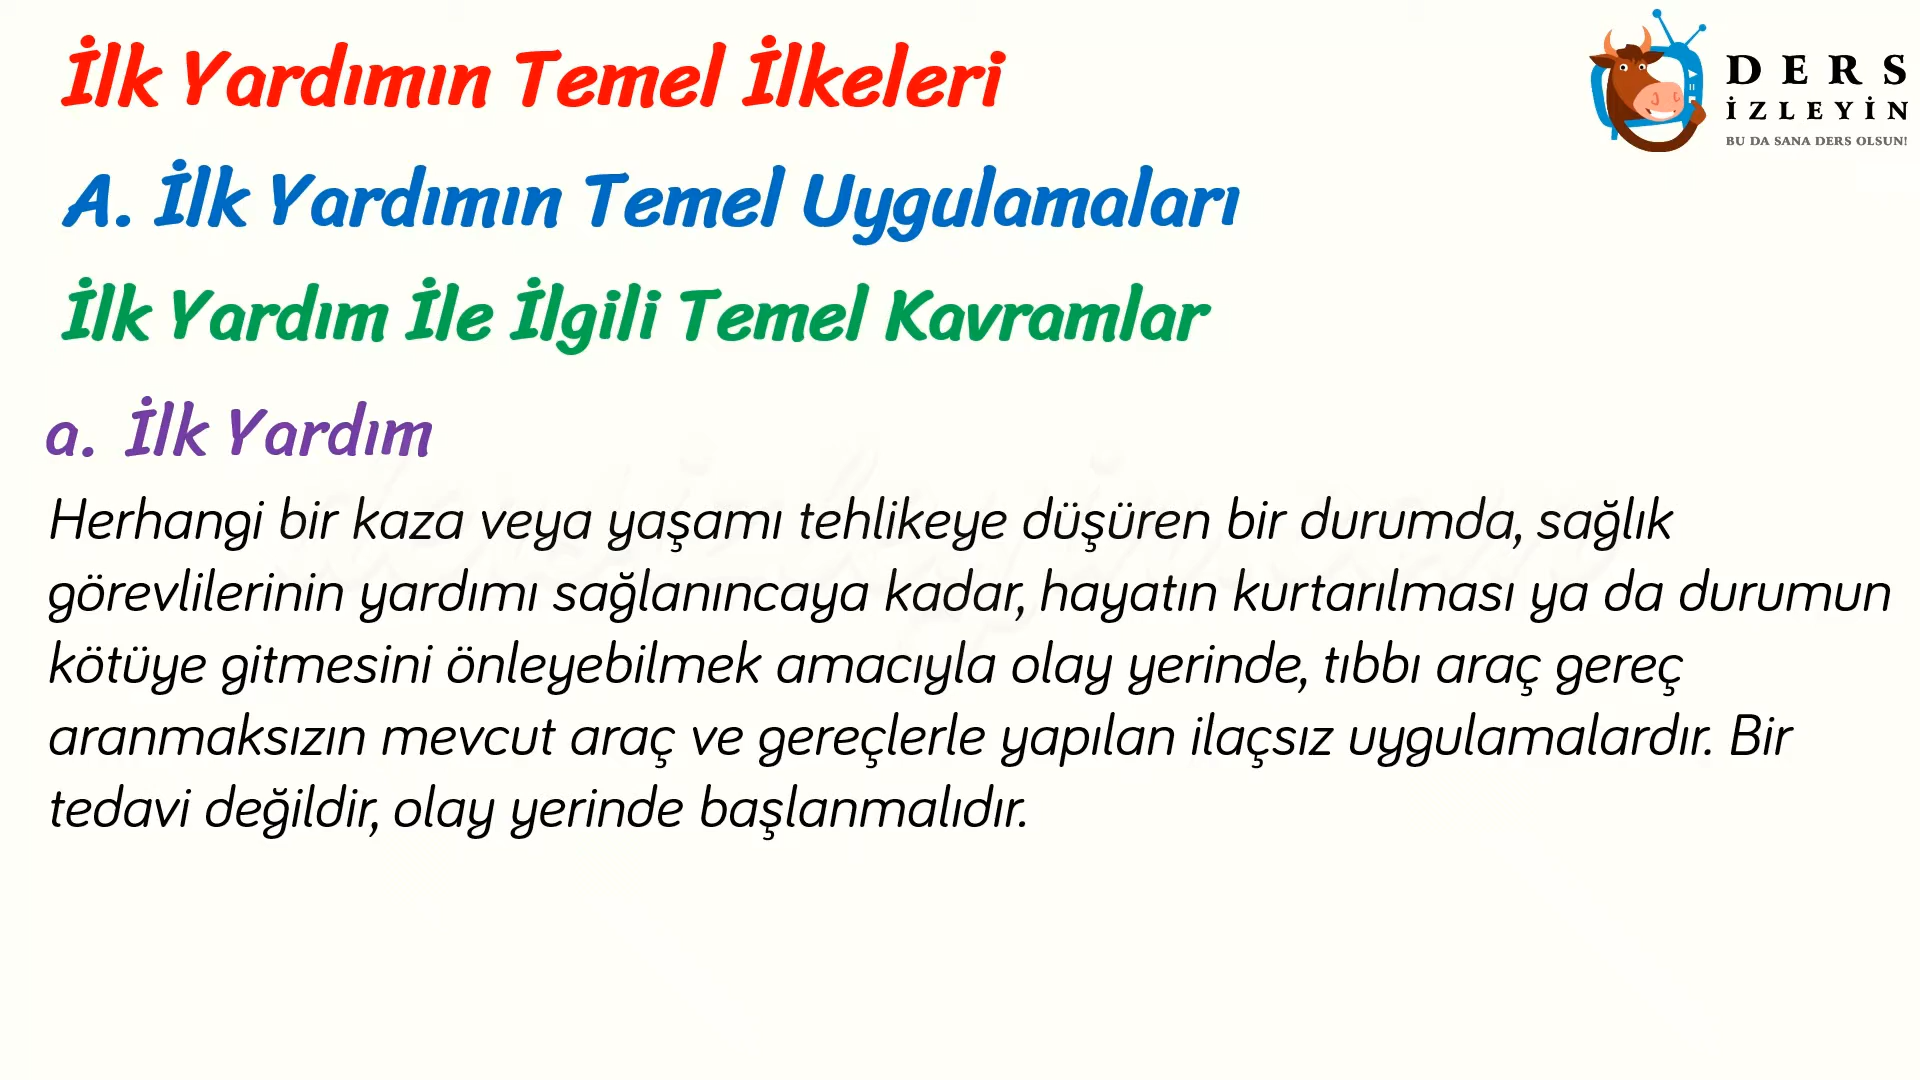 İlk Yardımın Temel İlkeleri
DERS
İZLEYİN
BU DA SANA DERS OLSUN!
A. İlk Yardımın Temel Uygulamaları
İlk Yardım İle İlgili Temel Kavramlar
a. İlk Yardım
Herhangi bir kaza veya yaşamı tehlikeye düşüren bir durumda, sağlık
görevlilerinin yardımı sağlanıncaya kadar, hayatın kurtarılması ya da durumun
kötüye gitmesini önleyebilmek amacıyla olay yerinde, tıbbı araç gereç
aranmaksızın mevcut araç ve gereçlerle yapılan ilaçsız uygulamalardır. Bir
tedavi değildir, olay yerinde başlanmalıdır.